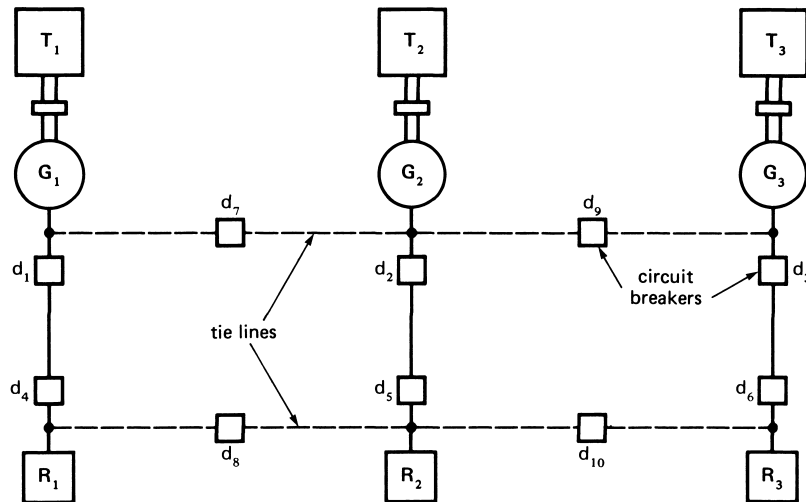 T₁ T₂ T₃
G₁ G₂ G₃
d₇ d₉
d₁ d₂ circuit breakers
tie lines
d₄ d₅ d₆
d₈ d₁₀
R₁ R₂ R₃